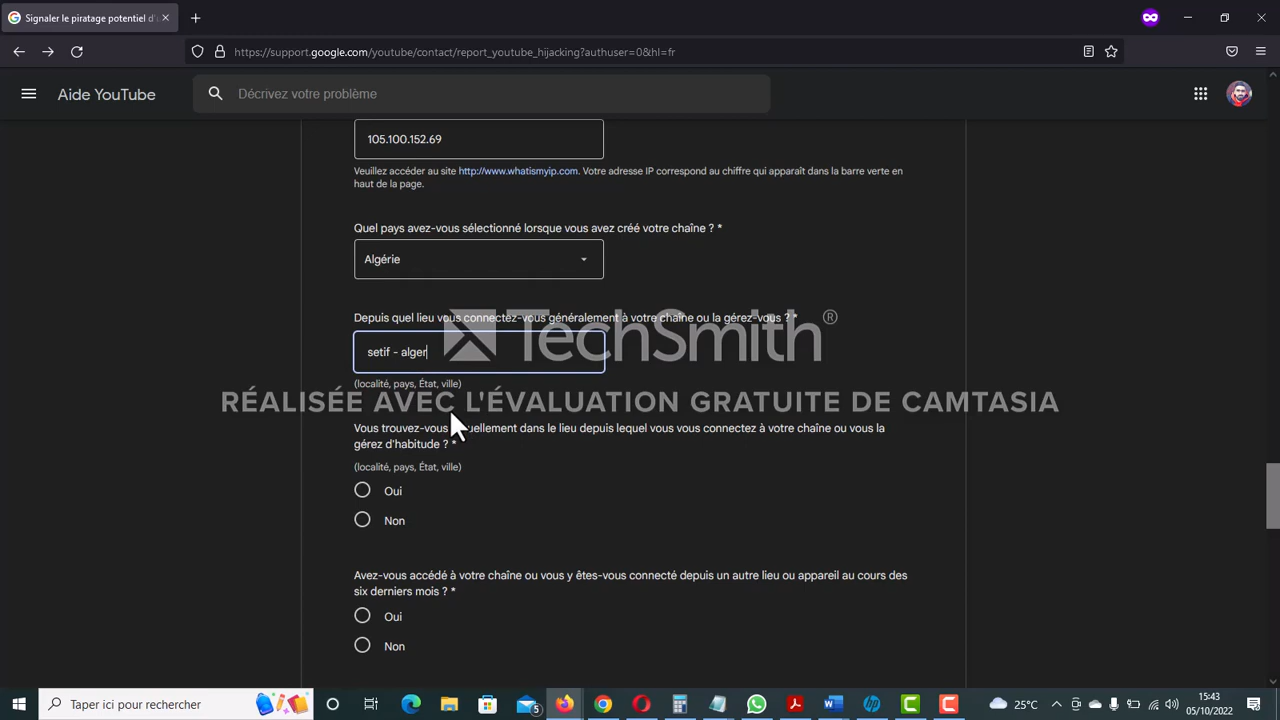 Signaler le piratage potentiel d'
https://support.google.com/youtube/contact/report_youtube_hijacking?authuser=0&hl=fr
Aide YouTube
Décrivez votre problème
105.100.152.69
Veuillez accéder au site http://www.whatismyip.com. Votre adresse IP correspond au chiffre qui apparaît dans la barre verte en
haut de la page.
Quel pays avez-vous sélectionné lorsque vous avez créé votre chaîne ? *
Algérie
Depuis quel lieu vous connectez-vous généralement à votre chaîne ou la gérez-vous ? *
TechSmith®
setif - alger
(localité, pays, État, ville)
RÉALISÉE AVEC L'ÉVALUATION GRATUITE DE CAMTASIA
Vous trouvez-vous uellement dans le lieu depuis lequel vous vous connectez à votre chaîne ou vous la
gérez d'habitude ? *
(localité, pays, État, ville)
Oui
Non
Avez-vous accédé à votre chaîne ou vous y êtes-vous connecté depuis un autre lieu ou appareil au cours des
six derniers mois ? *
Oui
Non
Taper ici pour rechercher
5
25°C
15:43
05/10/2022